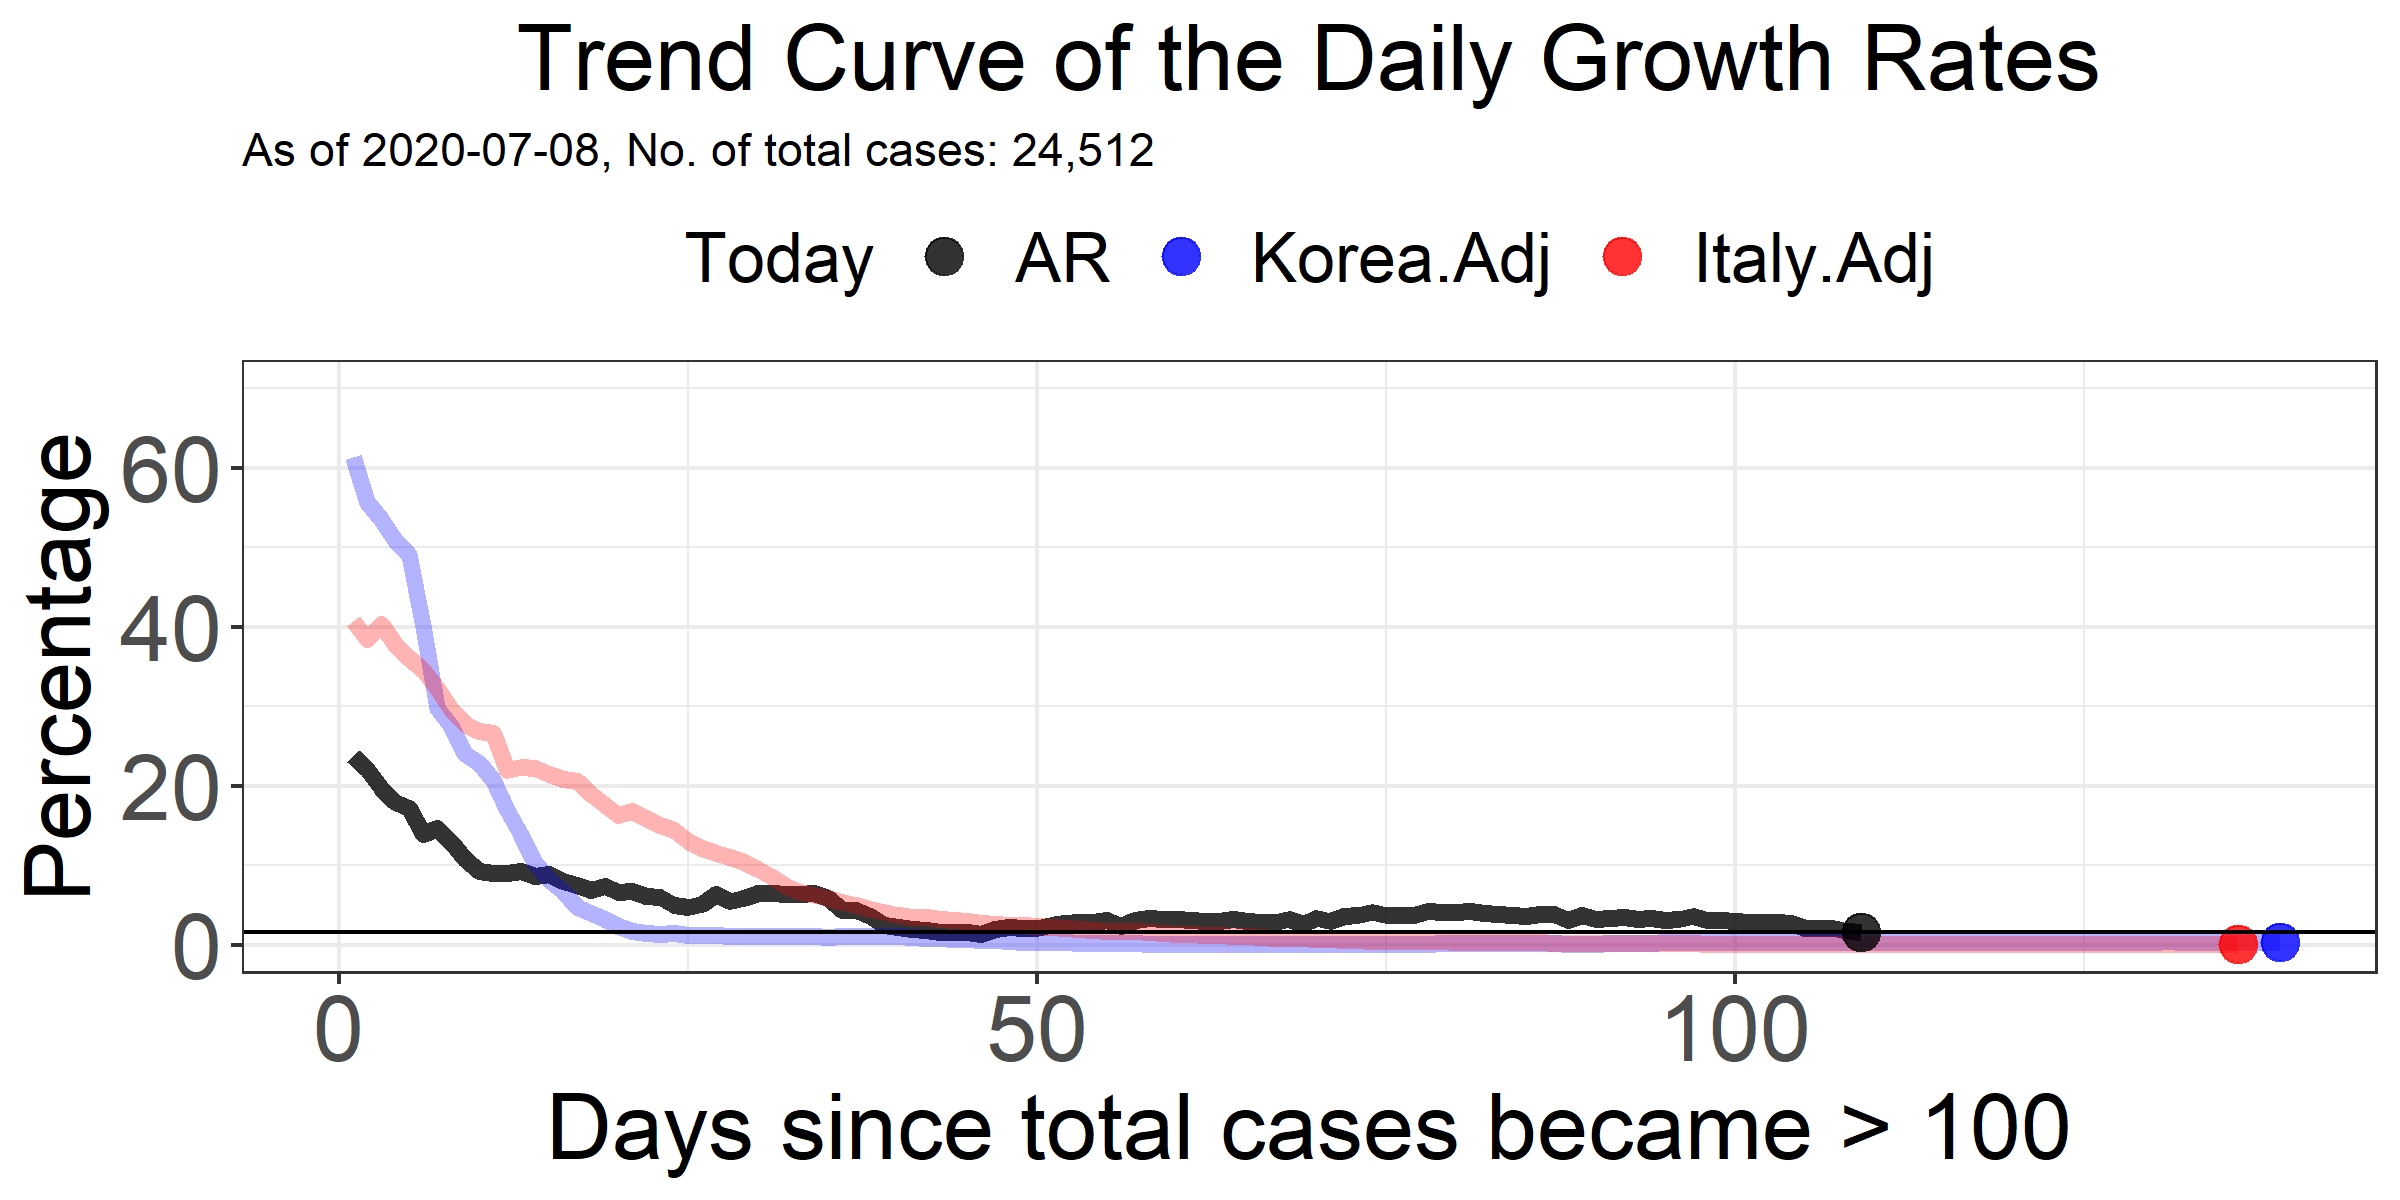 Trend Curve of the Daily Growth Rates
As of 2020-07-08, No. of total cases: 24,512
Today AR Korea.Adj Italy.Adj
Percentage
60
40
20
0
0 50 100
Days since total cases became > 100